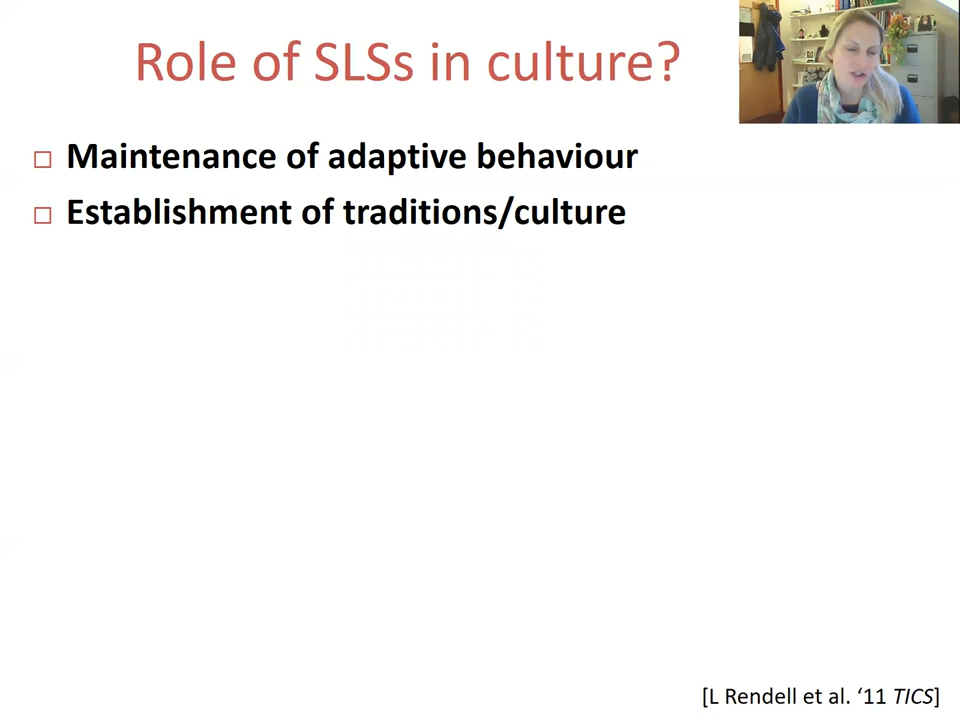 Role of SLSs in culture?
Maintenance of adaptive behaviour
Establishment of traditions/culture
[L Rendell et al. ‘11 TICS]